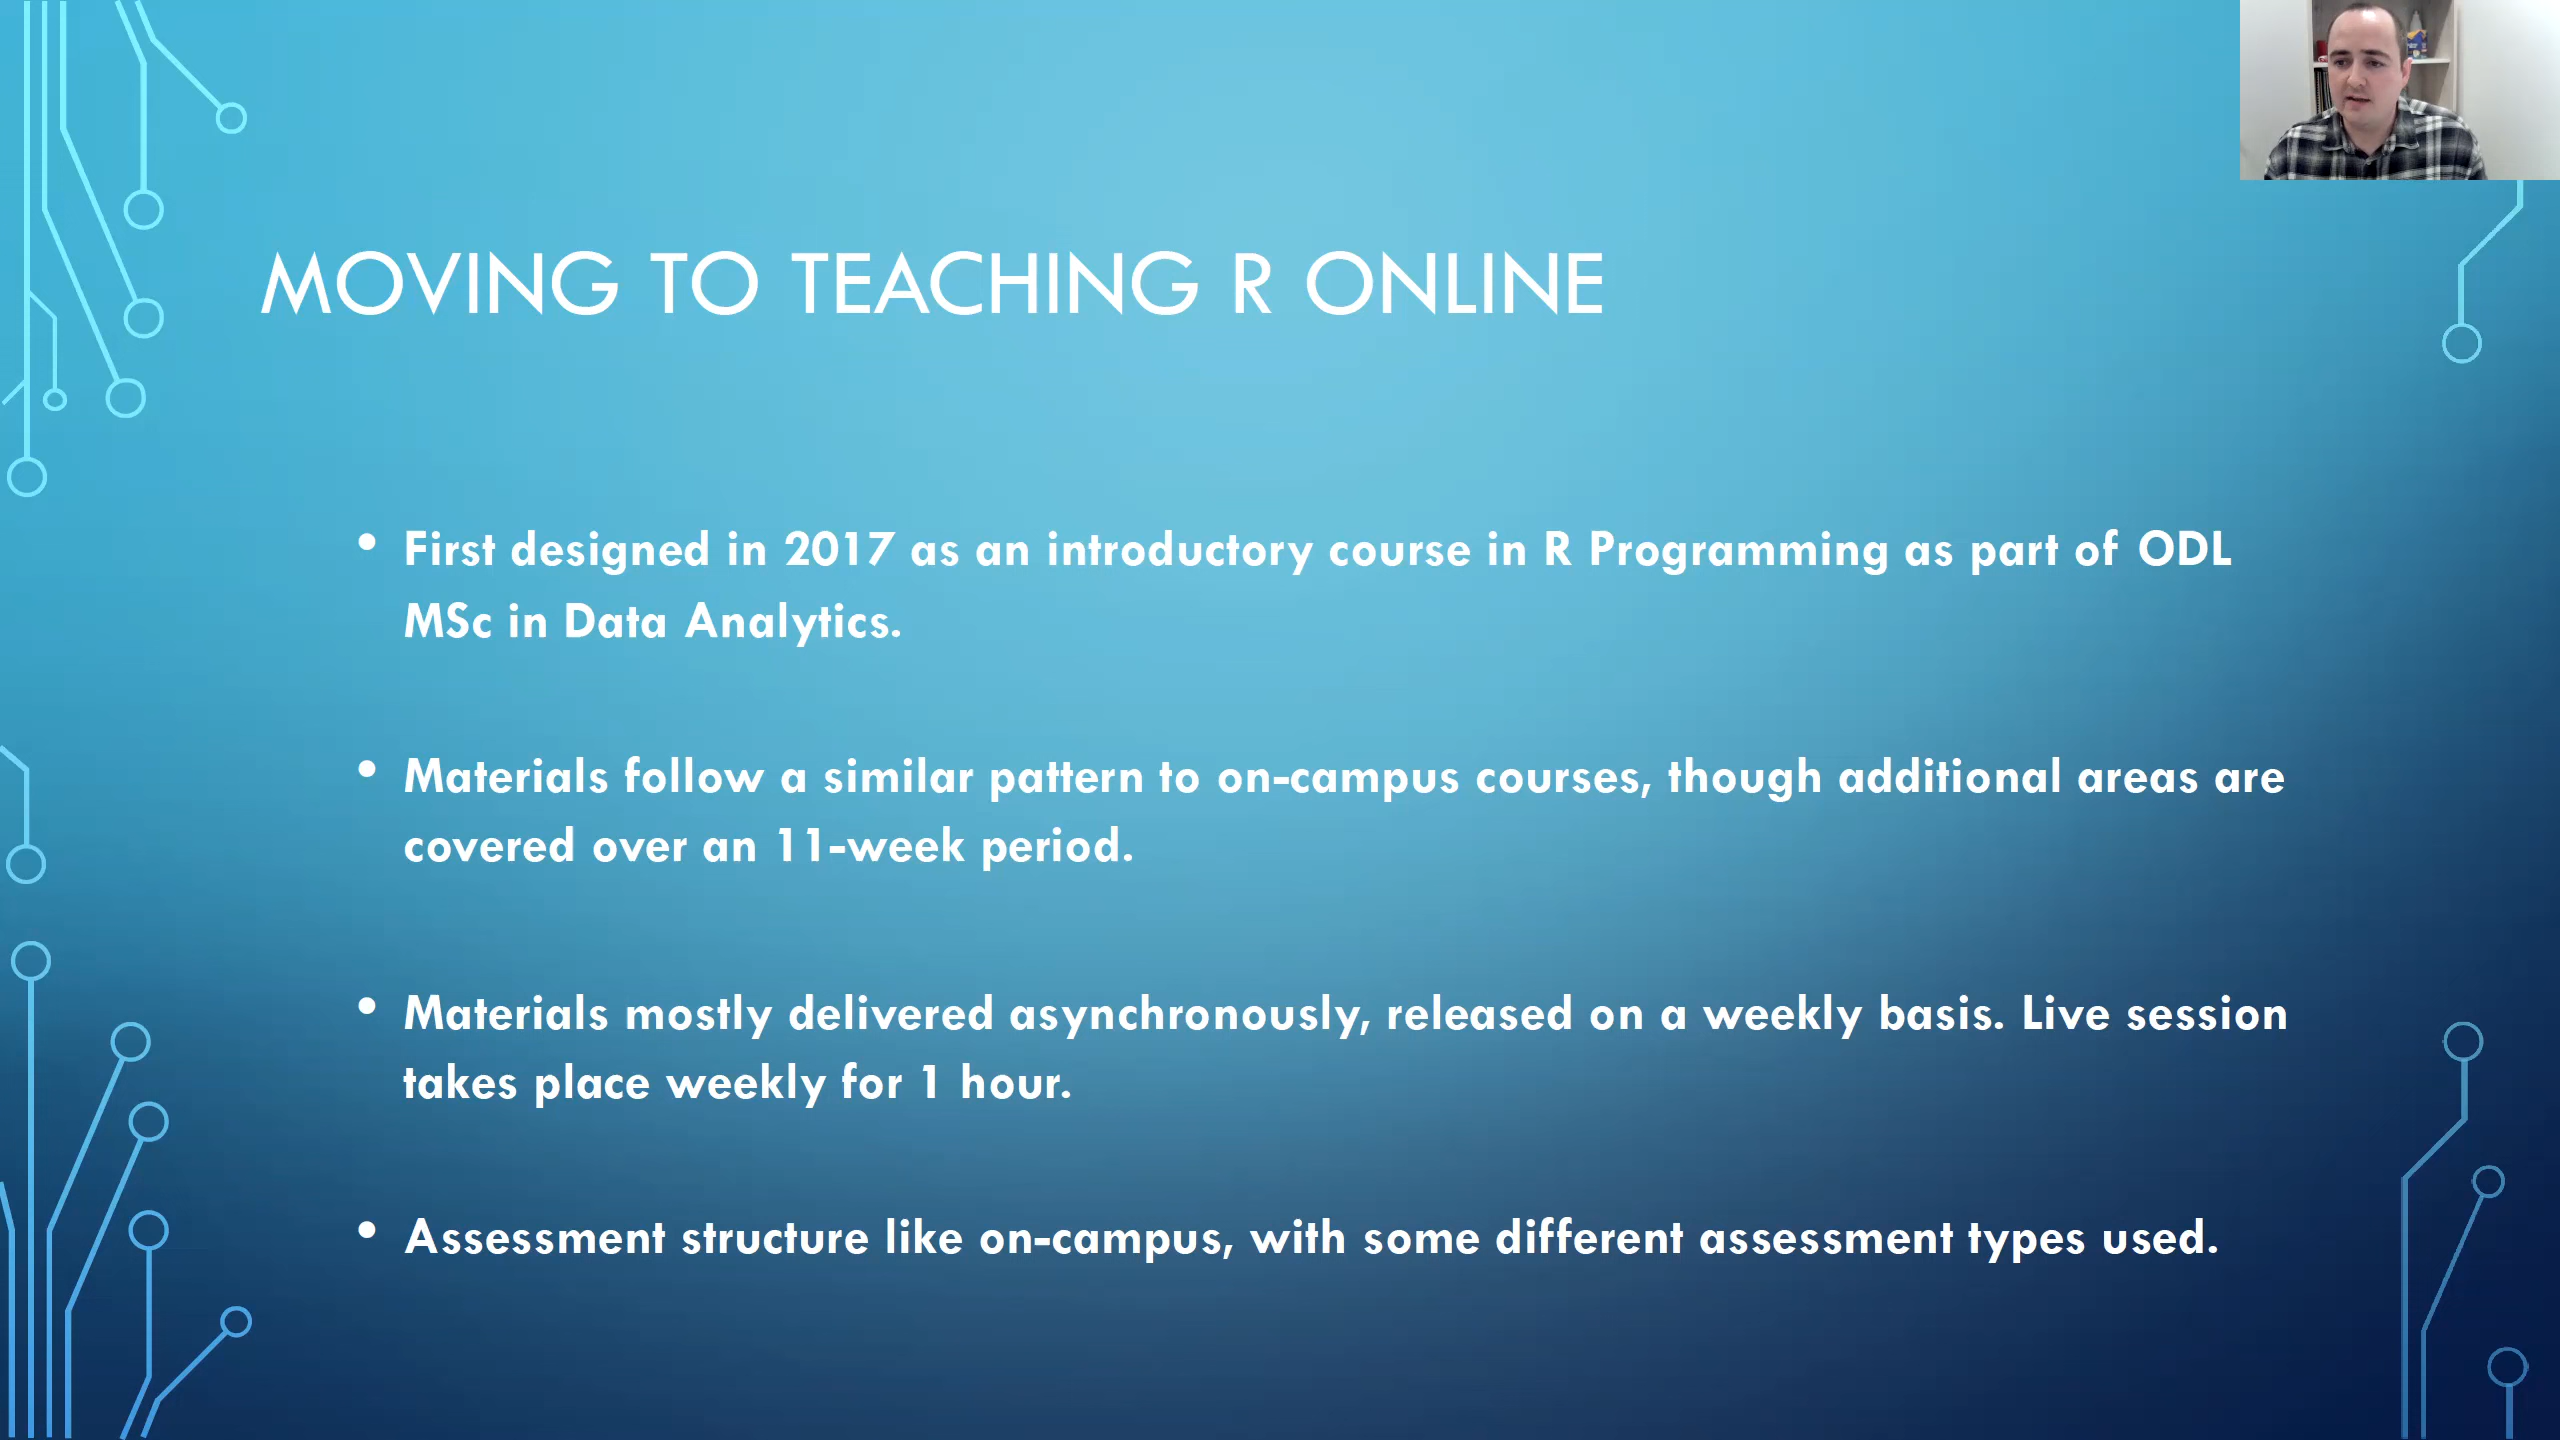 MOVING TO TEACHING R ONLINE
• First designed in 2017 as an introductory course in R Programming as part of ODL
MSc in Data Analytics.
• Materials follow a similar pattern to on-campus courses, though additional areas are
covered over an 11-week period.
• Materials mostly delivered asynchronously, released on a weekly basis. Live session
takes place weekly for 1 hour.
• Assessment structure like on-campus, with some different assessment types used.